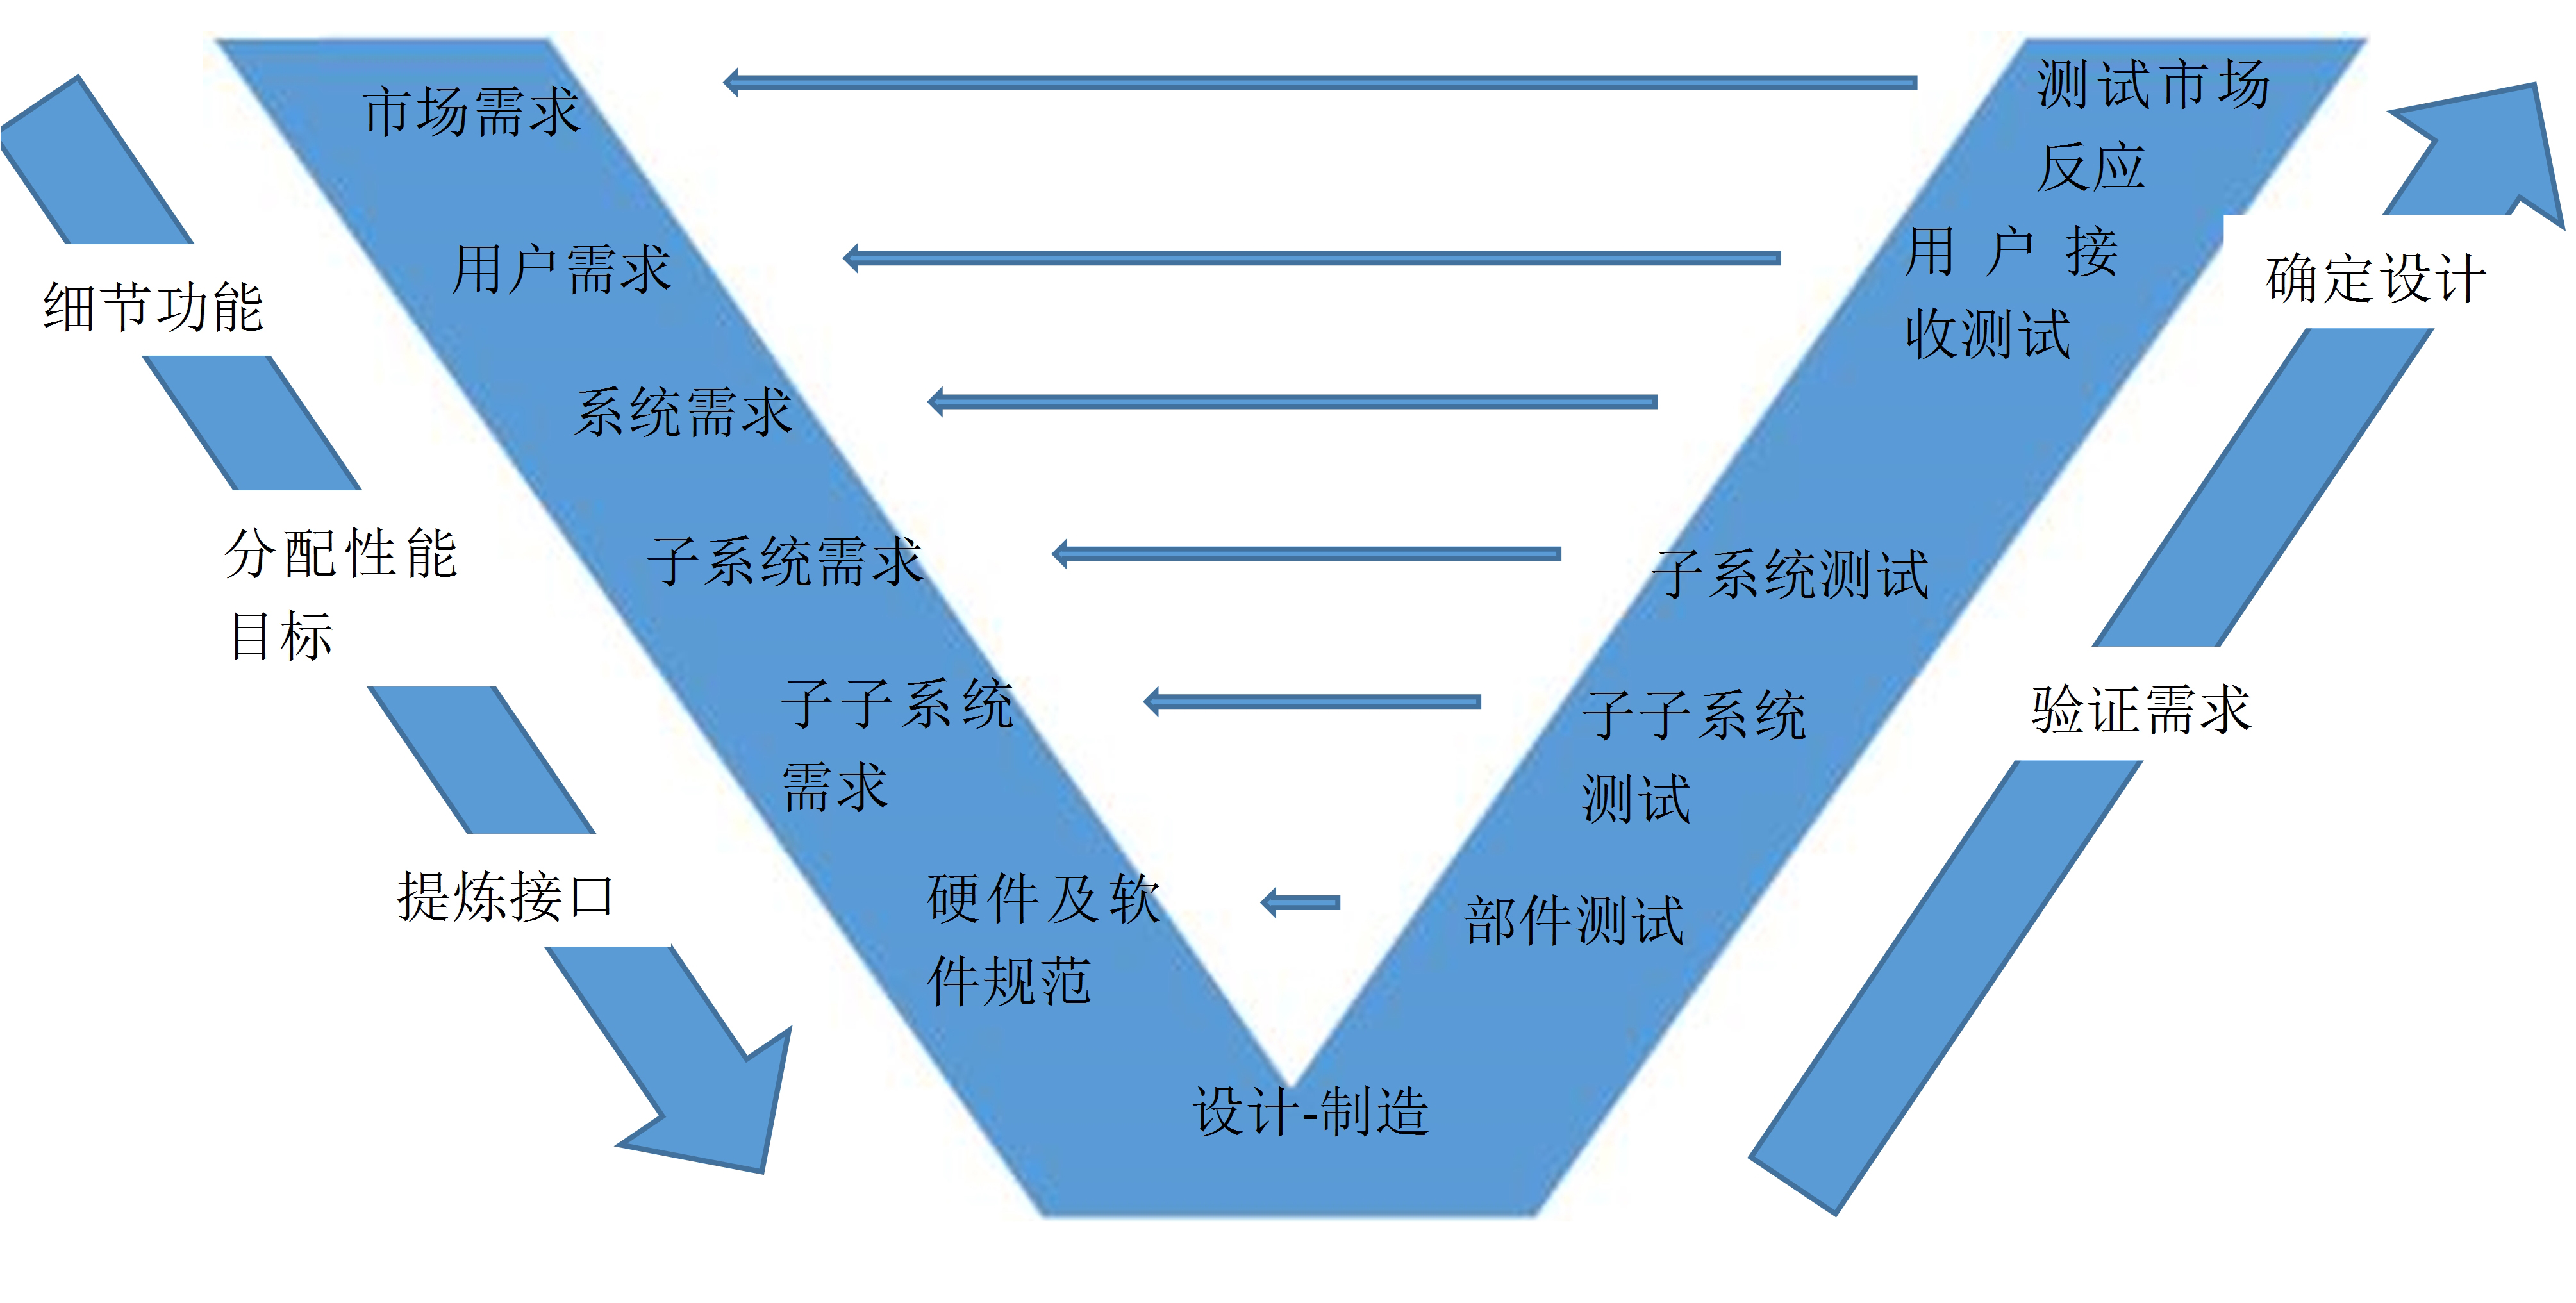 市场需求
测试市场
反应
用户需求
用 户 接
收测试
细节功能
确定设计
系统需求
分配性能
目标
子系统需求
子系统测试
子子系统
需求
子子系统
测试
验证需求
提炼接口
硬件及软
件规范
部件测试
设计-制造